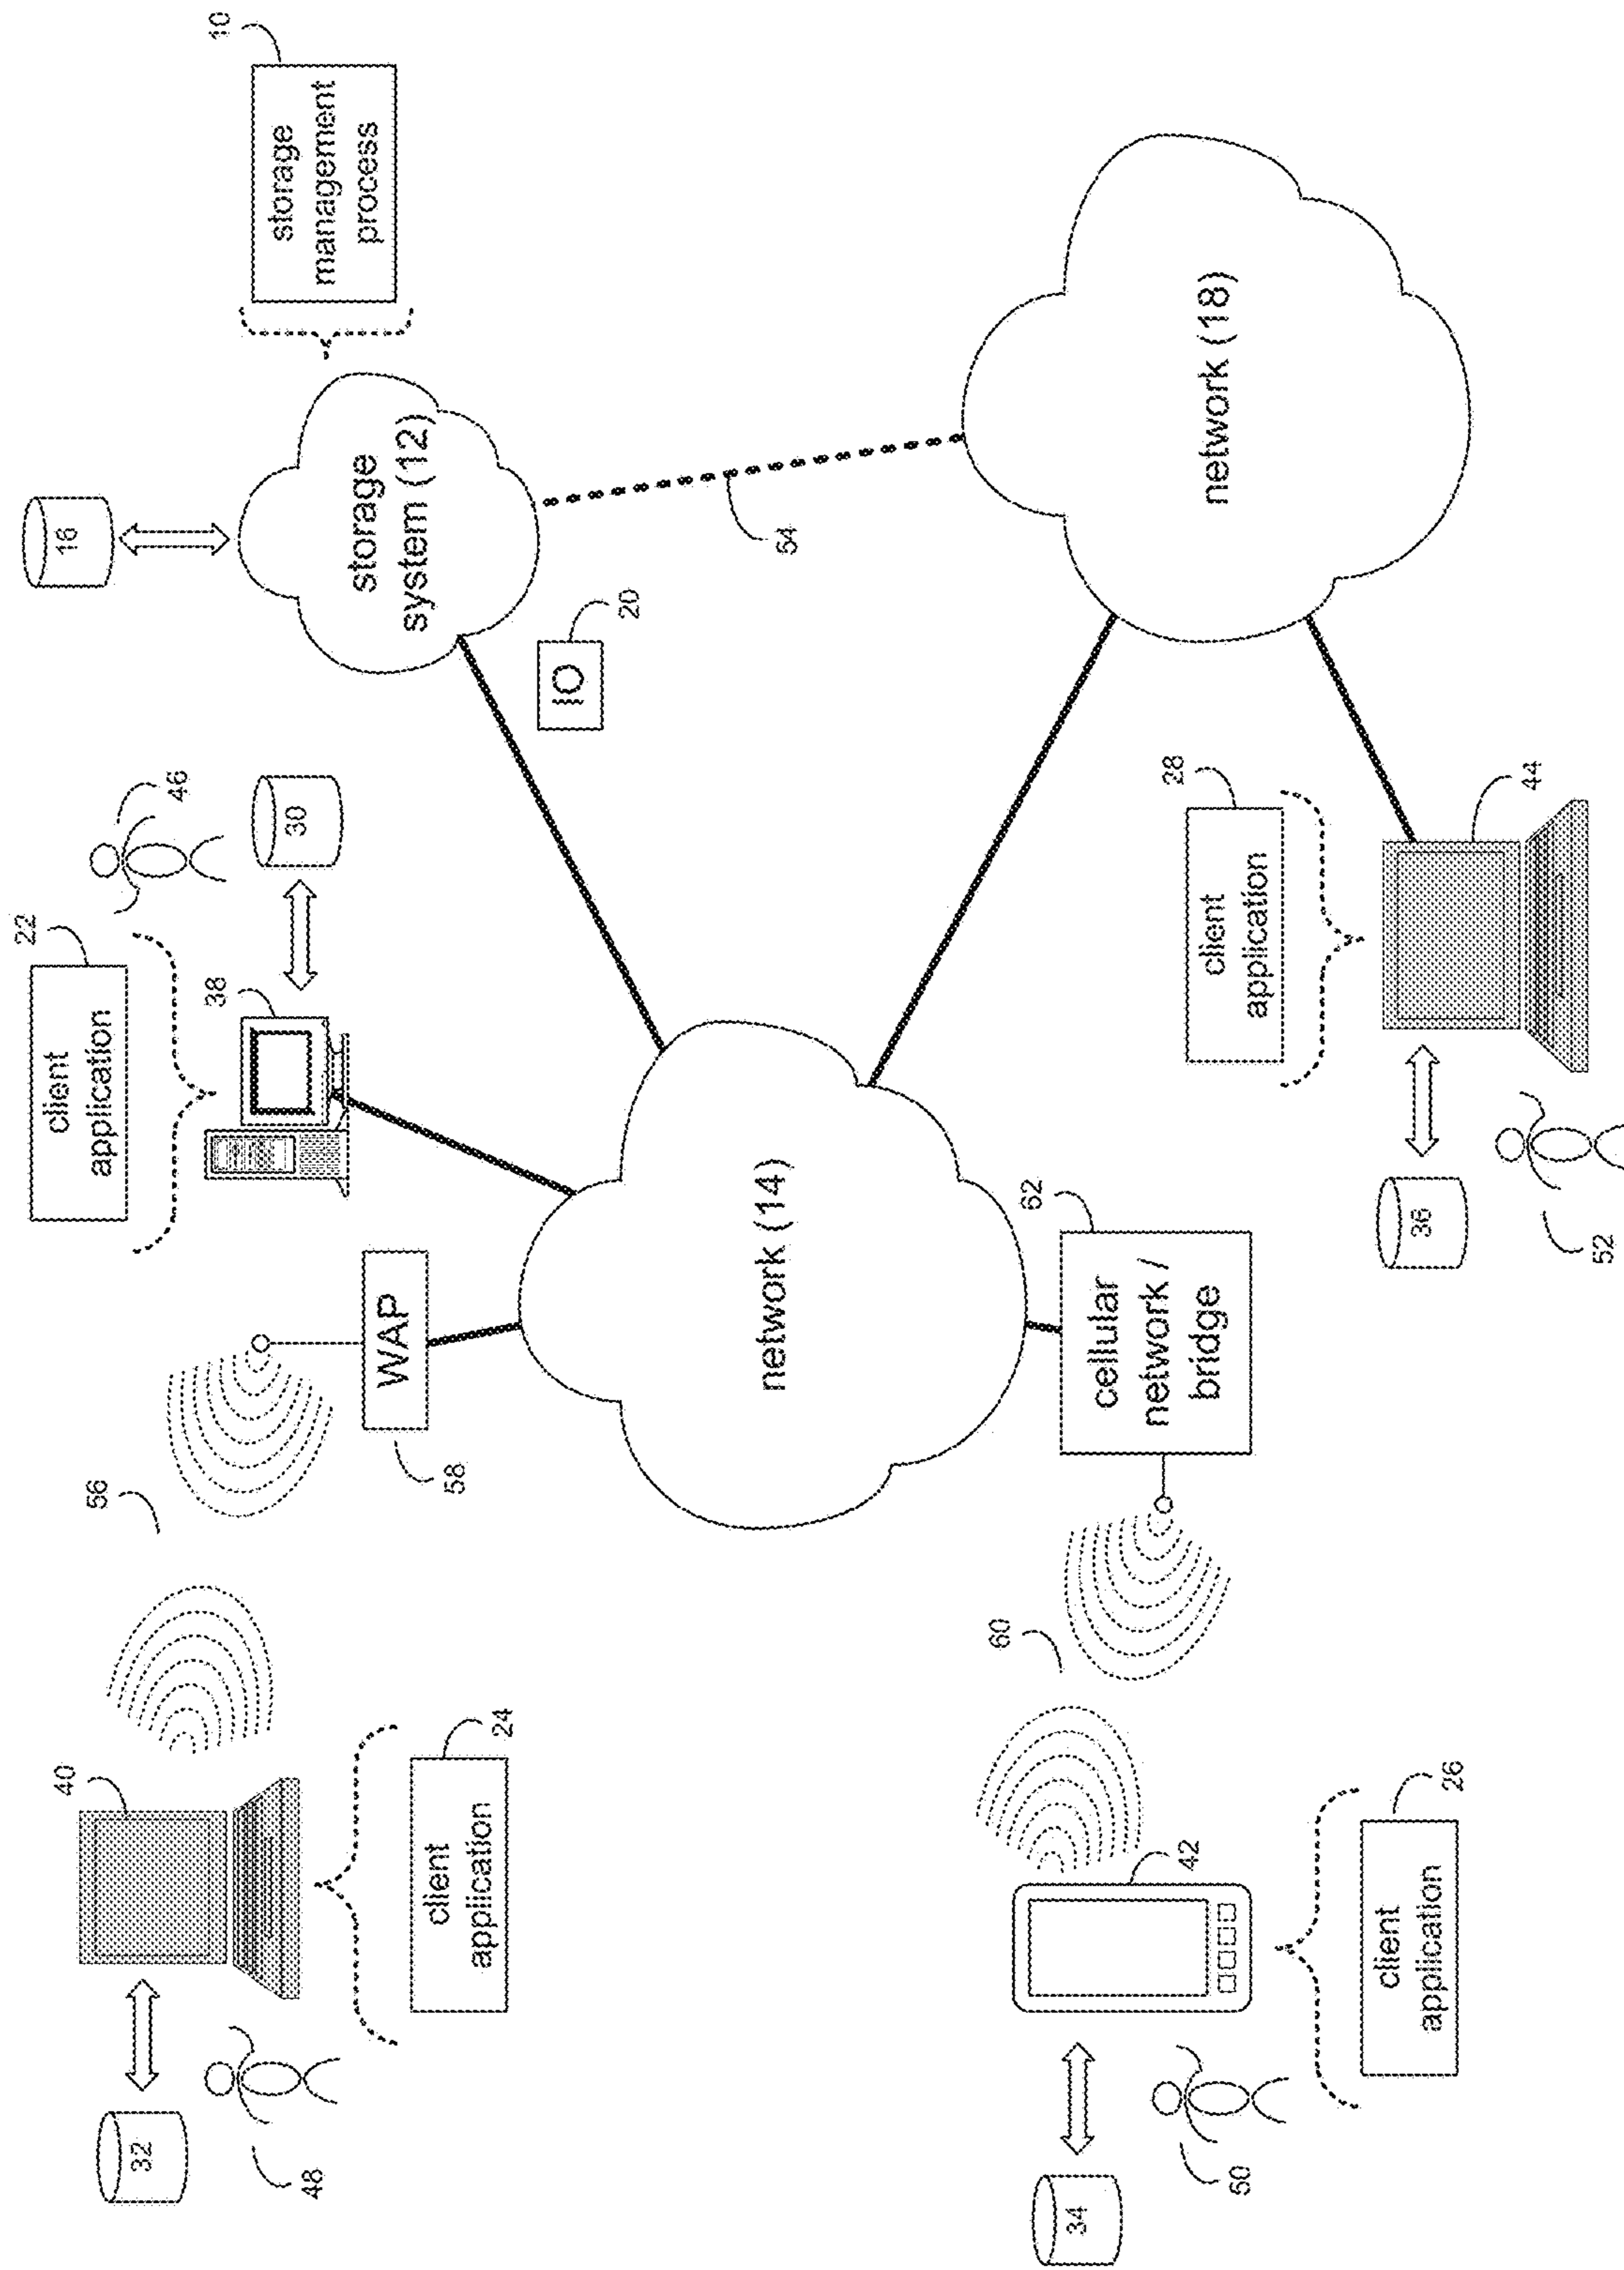 10
storage
management
process
16
storage
system (12)
54
network (18)
IO
20
46
30
22
client
application
38
28
client
application
44
36
52
network (14)
WAP
58
56
62
cellular
network /
bridge
60
40
24
client
application
32
48
42
26
client
application
34
50